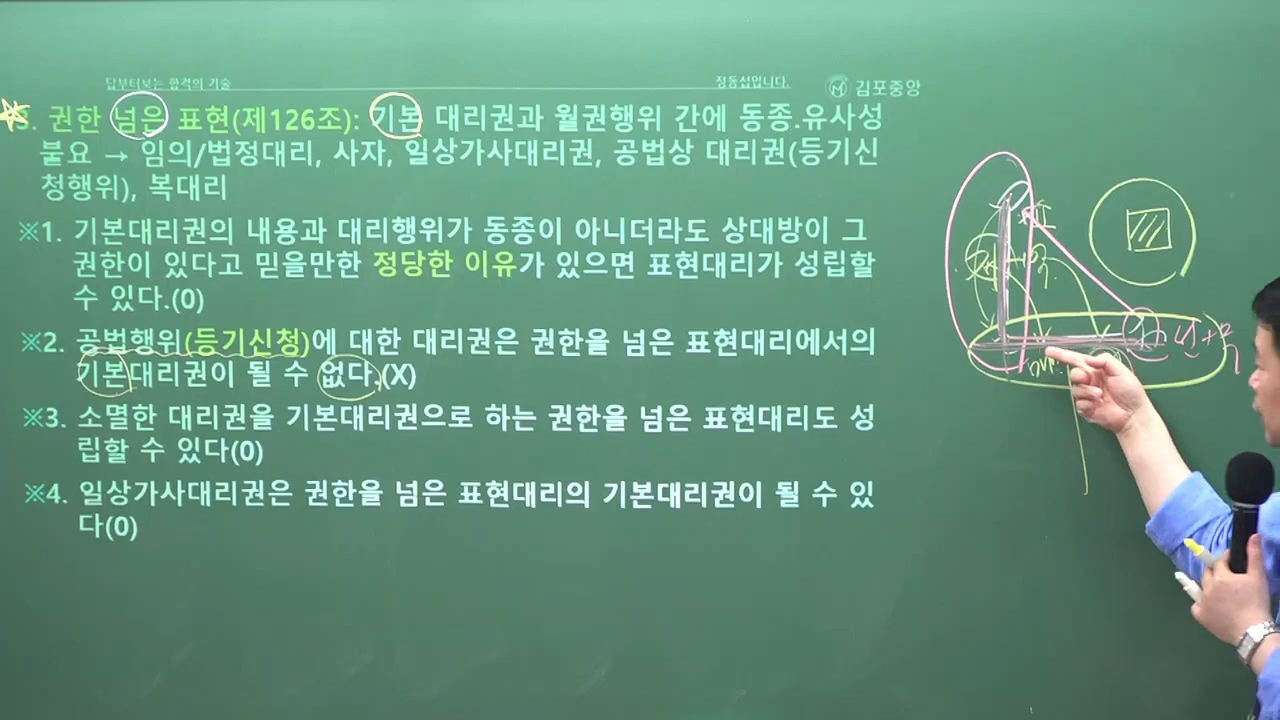 답부터보는 합격의 기술
정동섭입니다.
김포중앙
3. 권한 넘은 표현(제126조): 기본 대리권과 월권행위 간에 동종.유사성
불요 → 임의/법정대리, 사자, 일상가사대리권, 공법상 대리권(등기신
청행위), 복대리
※1. 기본대리권의 내용과 대리행위가 동종이 아니더라도 상대방이 그
권한이 있다고 믿을만한 정당한 이유가 있으면 표현대리가 성립할
수 있다.(0)
※2. 공법행위(등기신청)에 대한 대리권은 권한을 넘은 표현대리에서의
기본대리권이 될 수 없다.(X)
※3. 소멸한 대리권을 기본대리권으로 하는 권한을 넘은 표현대리도 성
립할 수 있다(0)
※4. 일상가사대리권은 권한을 넘은 표현대리의 기본대리권이 될 수 있
다(0)